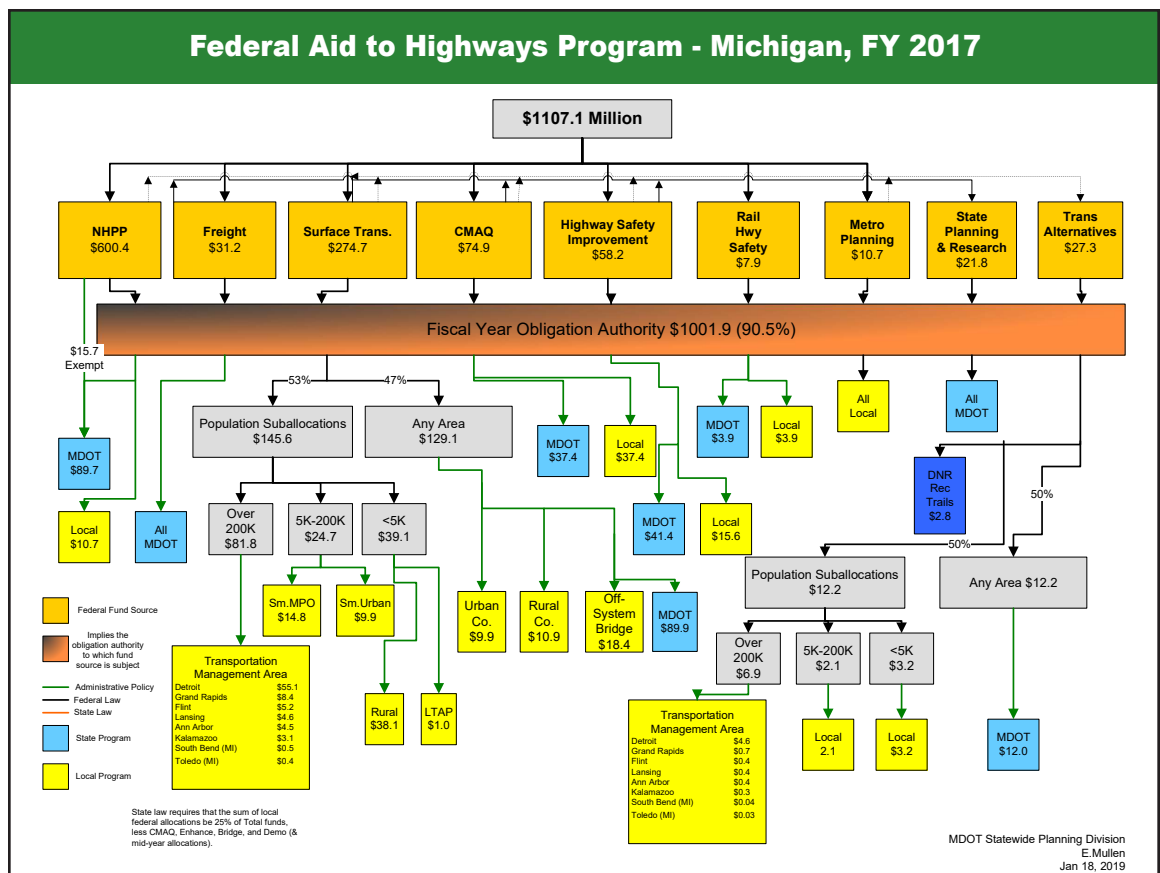 Federal Aid to Highways Program - Michigan, FY 2017
$1107.1 Million
NHPP
$600.4
Freight
$31.2
Surface Trans.
$274.7
CMAQ
$74.9
Highway Safety
Improvement
$58.2
Rail
Hwy
Safety
$7.9
Metro
Planning
$10.7
State
Planning
& Research
$21.8
Trans
Alternatives
$27.3
Fiscal Year Obligation Authority $1001.9 (90.5%)
$15.7
Exempt
53%
47%
Population Suballocations
$145.6
Any Area
$129.1
MDOT
$89.7
Local
$10.7
All
MDOT
MDOT
$37.4
Local
$37.4
MDOT
$3.9
Local
$3.9
All
Local
All
MDOT
DNR
Rec
Trails
$2.8
50%
50%
Over
200K
$81.8
5K-200K
$24.7
<5K
$39.1
MDOT
$41.4
Local
$15.6
Population Suballocations
$12.2
Any Area $12.2
Sm.MPO
$14.8
Sm.Urban
$9.9
Urban
Co.
$9.9
Rural
Co.
$10.9
Off-
System
Bridge
$18.4
MDOT
$89.9
Over
200K
$6.9
5K-200K
$2.1
<5K
$3.2
Transportation
Management Area
Detroit $55.1
Grand Rapids $8.4
Flint $5.2
Lansing $4.6
Ann Arbor $4.5
Kalamazoo $3.1
South Bend (MI) $0.5
Toledo (MI) $0.4
Rural
$38.1
LTAP
$1.0
Transportation
Management Area
Detroit $4.6
Grand Rapids $0.7
Flint $0.4
Lansing $0.4
Ann Arbor $0.4
Kalamazoo $0.3
South Bend (MI) $0.04
Toledo (MI) $0.03
Local
2.1
Local
$3.2
MDOT
$12.0
Federal Fund Source
Implies the
obligation authority
to which fund
source is subject
Administrative Policy
Federal Law
State Law
State Program
Local Program
State law requires that the sum of local
federal allocations be 25% of Total funds,
less CMAQ, Enhance, Bridge, and Demo (&
mid-year allocations).
MDOT Statewide Planning Division
E.Mullen
Jan 18, 2019